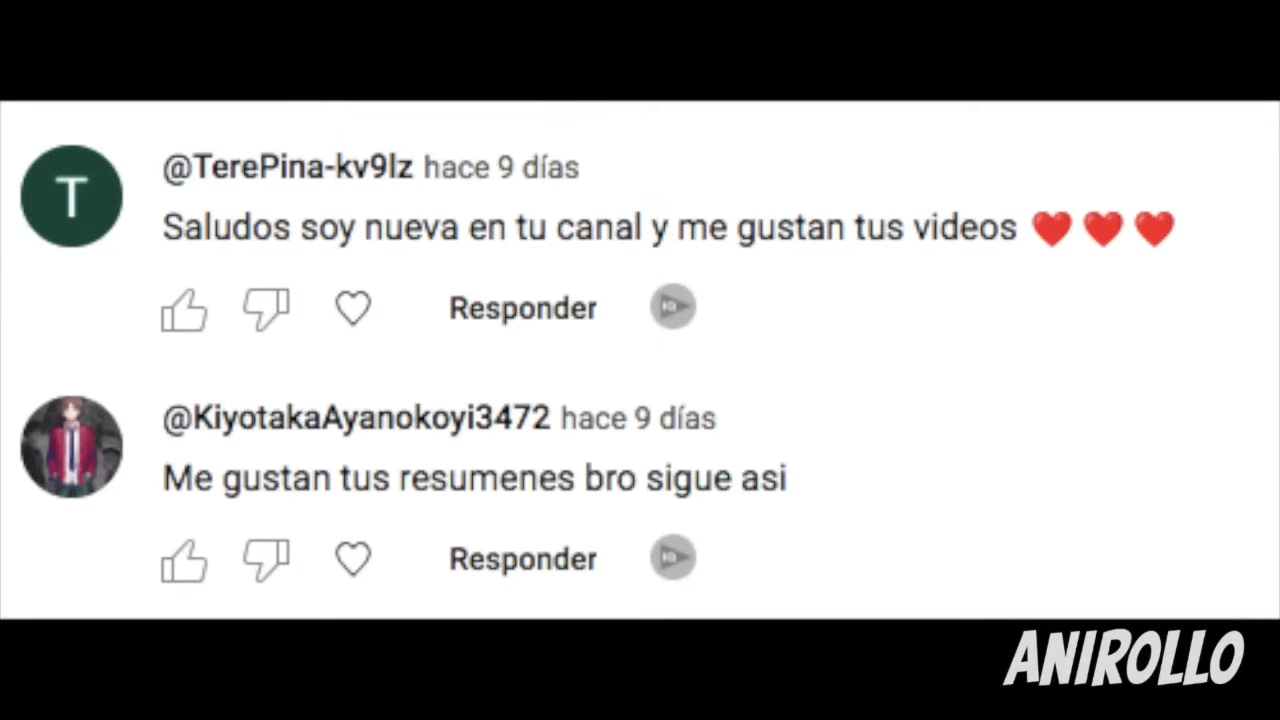 T
@TerePina-kv9lz hace 9 días
Saludos soy nueva en tu canal y me gustan tus videos ❤️ ❤️ ❤️
Responder
@KiyotakaAyanokoyi3472 hace 9 días
Me gustan tus resumenes bro sigue asi
Responder
ANIROLLO